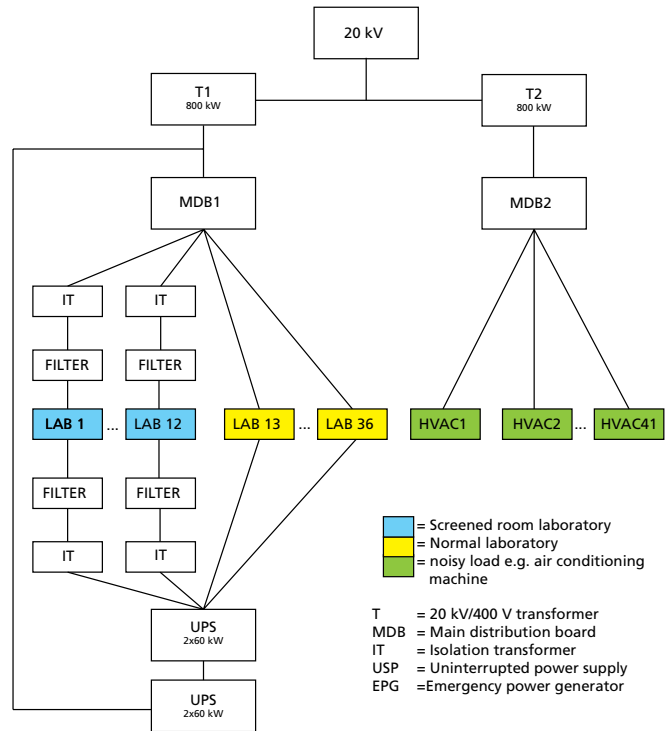 20 kV
T1
800 kW
T2
800 kW
MDB1
MDB2
IT
IT
FILTER
FILTER
LAB 1
...
LAB 12
LAB 13
...
LAB 36
HVAC1
HVAC2
...
HVAC41
FILTER
FILTER
IT
IT
UPS
2x60 kW
UPS
2x60 kW
= Screened room laboratory
= Normal laboratory
= noisy load e.g. air conditioning
machine
T = 20 kV/400 V transformer
MDB = Main distribution board
IT = Isolation transformer
USP = Uninterrupted power supply
EPG =Emergency power generator